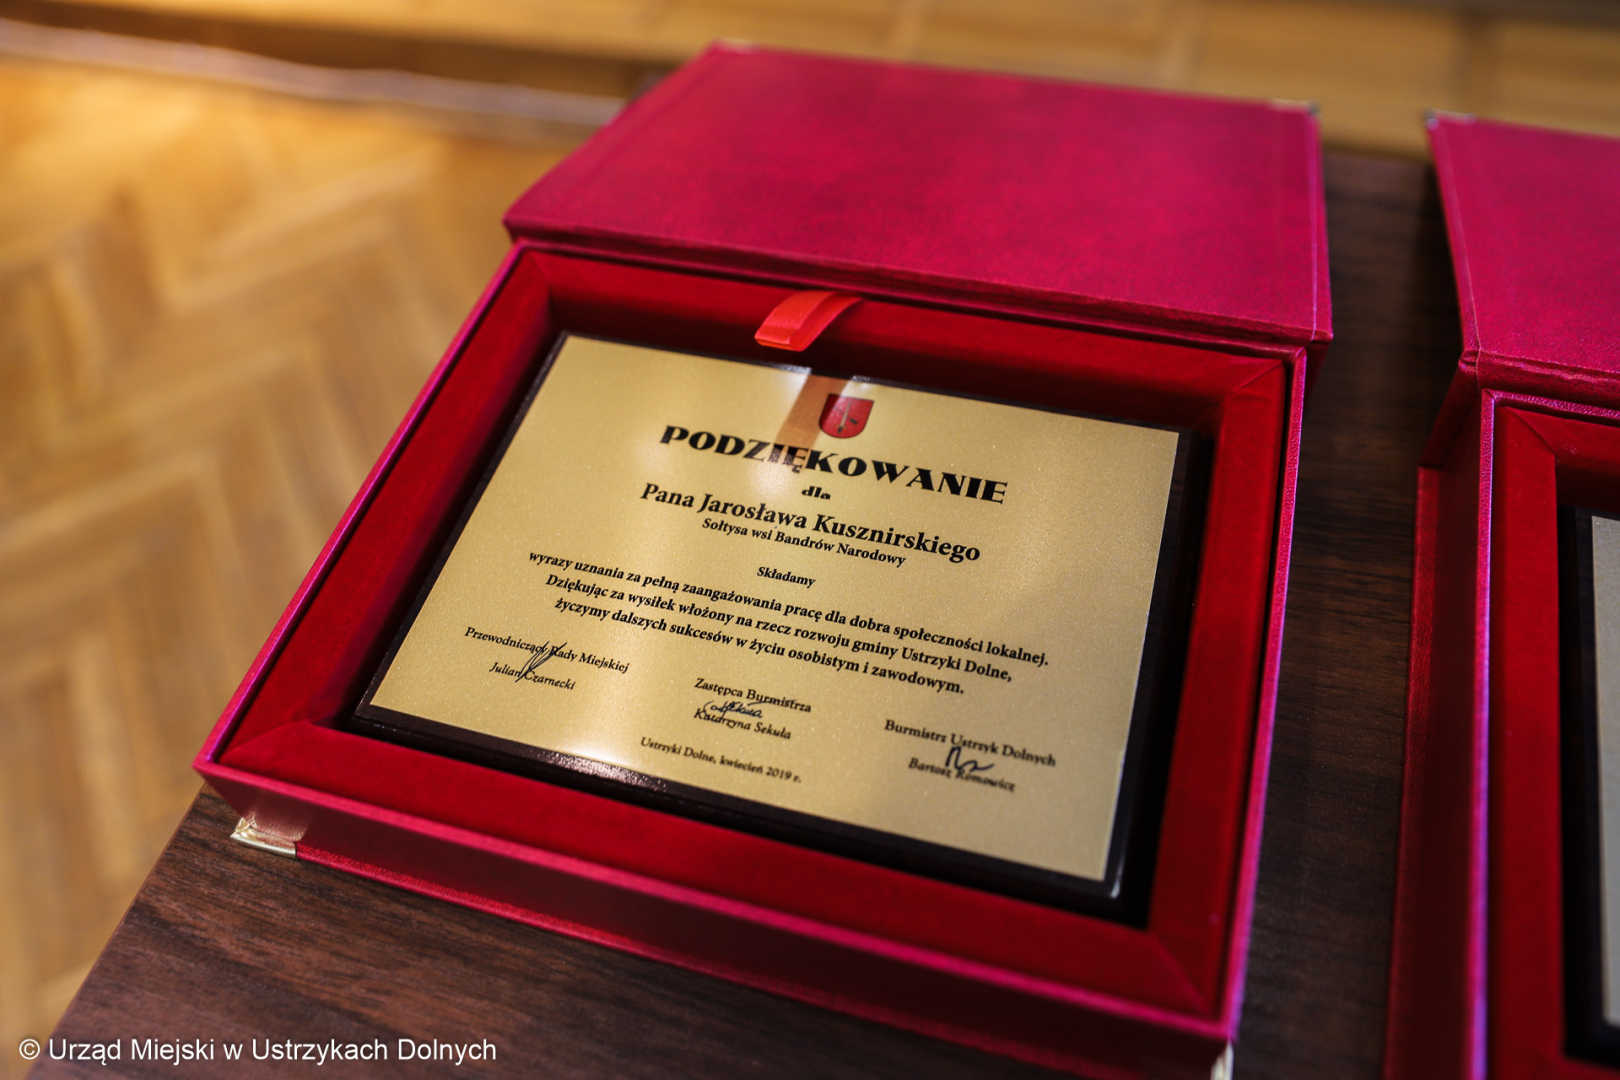 PODZIĘKOWANIE
dla
Pana Jarosława Kusznirskiego
Sołtysa wsi Bandrów Narodowy
Składamy
wyrazy uznania za pełną zaangażowania pracę dla dobra społeczności lokalnej.
Dziękując za wysiłek włożony na rzecz rozwoju gminy Ustrzyki Dolne,
życzymy dalszych sukcesów w życiu osobistym i zawodowym.
Przewodniczący Rady Miejskiej
Julian Czarnecki
Zastępca Burmistrza
Katarzyna Sekuła
Burmistrz Ustrzyk Dolnych
Bartosz Romowicz
Ustrzyki Dolne, kwiecień 2019 r.
© Urząd Miejski w Ustrzykach Dolnych